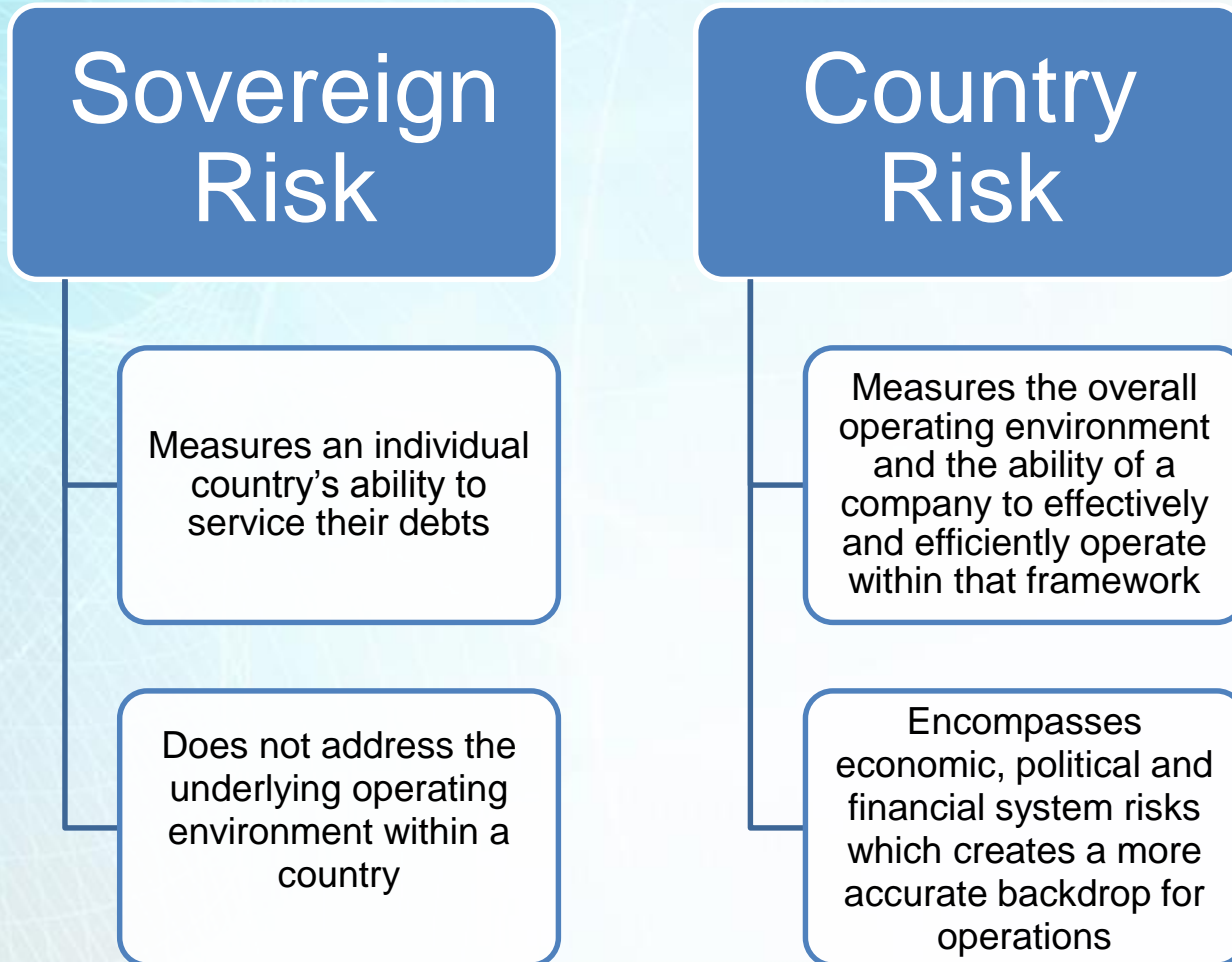 Sovereign
Risk
Measures an individual
country’s ability to
service their debts
Does not address the
underlying operating
environment within a
country
Country
Risk
Measures the overall
operating environment
and the ability of a
company to effectively
and efficiently operate
within that framework
Encompasses
economic, political and
financial system risks
which creates a more
accurate backdrop for
operations